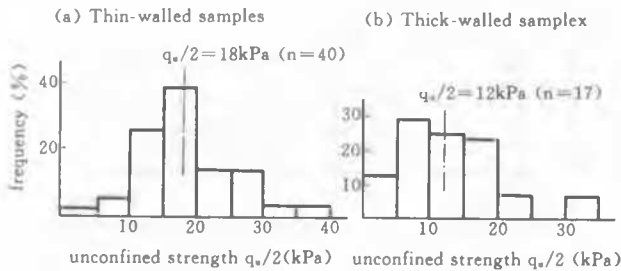 (a) Thin-walled samples
qᵤ/2=18kPa (n=40)
frequency (%)
40
20
10
20
30
40
unconfined strength qᵤ/2(kPa)
(b) Thick-walled samplex
qᵤ/2=12kPa (n=17)
30
20
10
10
20
30
unconfined strength qᵤ/2 (kPa)